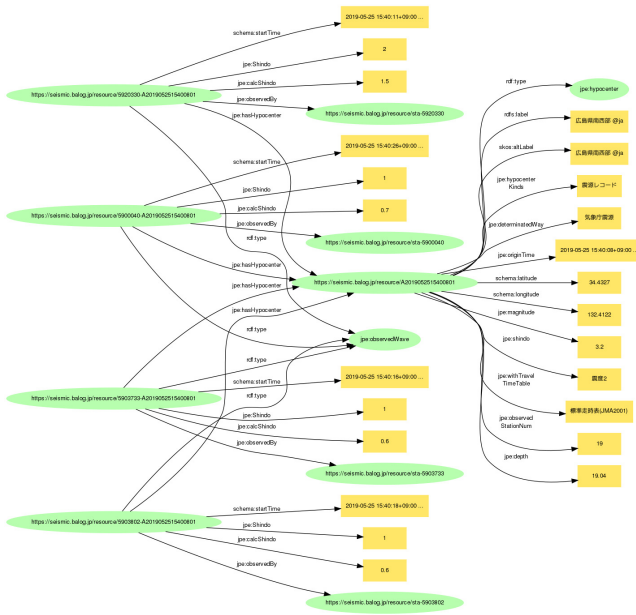 2019-05-25 15:40:11+09:00 ...
schema:startTime
2
jpe:Shindo
1.5
jpe:calcShindo
https://seismic.balog.jp/resource/5920330-A20190525154008​01
jpe:observedBy
https://seismic.balog.jp/resource/sta-5920330
jpe:hasHypocenter
2019-05-25 15:40:26+09:00 ...
schema:startTime
1
jpe:Shindo
0.7
jpe:calcShindo
https://seismic.balog.jp/resource/5900040-A2019052515400801
jpe:observedBy
rdf:type
https://seismic.balog.jp/resource/sta-5900040
jpe:hasHypocenter
https://seismic.balog.jp/resource/A2019052515400801
jpe:hasHypocenter
jpe:hasHypocenter
rdf:type
jpe:observedWave
rdf:type
2019-05-25 15:40:16+09:00 ...
schema:startTime
rdf:type
https://seismic.balog.jp/resource/5903733-A2019052515400801
jpe:Shindo
1
jpe:calcShindo
0.6
jpe:observedBy
https://seismic.balog.jp/resource/sta-5903733
2019-05-25 15:40:18+09:00 ...
schema:startTime
https://seismic.balog.jp/resource/5903802-A2019052515400801
jpe:Shindo
1
jpe:calcShindo
0.6
jpe:observedBy
https://seismic.balog.jp/resource/sta-5903802
rdf:type
jpe:hypocenter
rdfs:label
広島県南西部 @ja
skos:altLabel
広島県南西部 @ja
jpe:hypocenter
Kinds
震源レコード
jpe:determinatedWay
気象庁震源
jpe:originTime
2019-05-25 15:40:08+09:00...
schema:latitude
34.4327
schema:longitude
132.4122
jpe:magnitude
3.2
jpe:shindo
震度2
jpe:withTravel
TimeTable
標準走時表(JMA2001)
jpe:observed
StationNum
19
jpe:depth
19.04